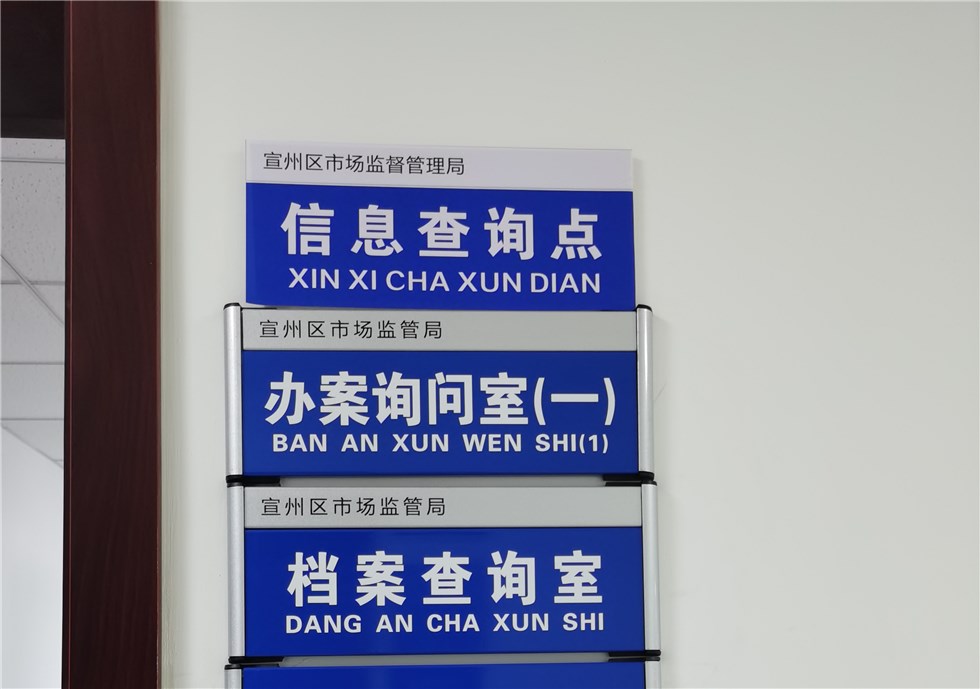 宣州区市场监督管理局
信息查询点
XIN XI CHA XUN DIAN
宣州区市场监管局
办案询问室(一)
BAN AN XUN WEN SHI(1)
宣州区市场监管局
档案查询室
DANG AN CHA XUN SHI